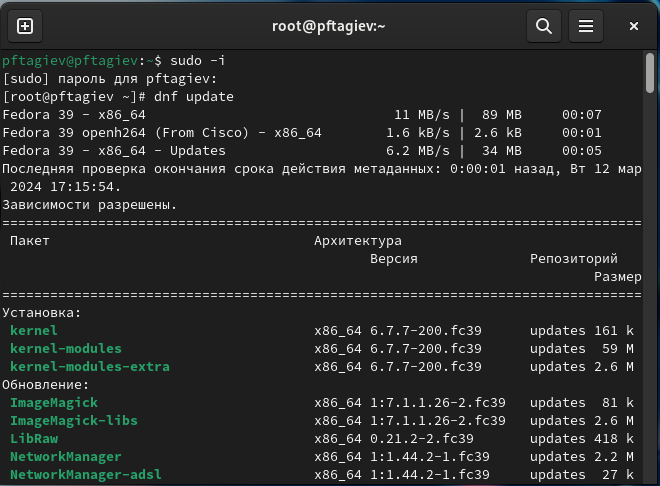 root@pftagiev:~
pftagiev@pftagiev:~$ sudo -i
[sudo] пароль для pftagiev:
[root@pftagiev ~]# dnf update
Fedora 39 - x86_64 11 MB/s | 89 MB 00:07
Fedora 39 openh264 (From Cisco) - x86_64 1.6 kB/s | 2.6 kB 00:01
Fedora 39 - x86_64 - Updates 6.2 MB/s | 34 MB 00:05
Последняя проверка окончания срока действия метаданных: 0:00:01 назад, Вт 12 мар
2024 17:15:54.
Зависимости разрешены.
================================================================================
Пакет Архитектура
Версия Репозиторий
Размер
================================================================================
Установка:
kernel x86_64 6.7.7-200.fc39 updates 161 k
kernel-modules x86_64 6.7.7-200.fc39 updates 59 M
kernel-modules-extra x86_64 6.7.7-200.fc39 updates 2.6 M
Обновление:
ImageMagick x86_64 1:7.1.1.26-2.fc39 updates 81 k
ImageMagick-libs x86_64 1:7.1.1.26-2.fc39 updates 2.6 M
LibRaw x86_64 0.21.2-2.fc39 updates 418 k
NetworkManager x86_64 1:1.44.2-1.fc39 updates 2.2 M
NetworkManager-adsl x86_64 1:1.44.2-1.fc39 updates 27 k